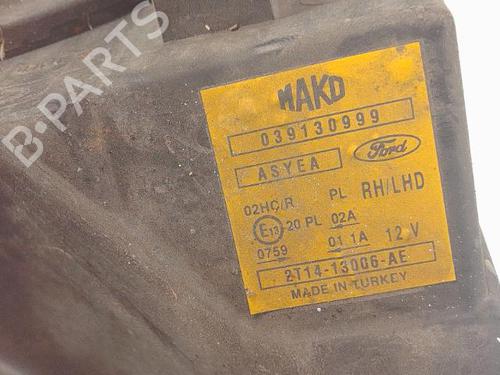 B-PARTS
MAKO
039130999
ASYEA
Ford
02HC/R PL RH/LHD
E13 20 PL 02A
0759 01 1A 12 V
2T14-13006-AE
MADE IN TURKEY